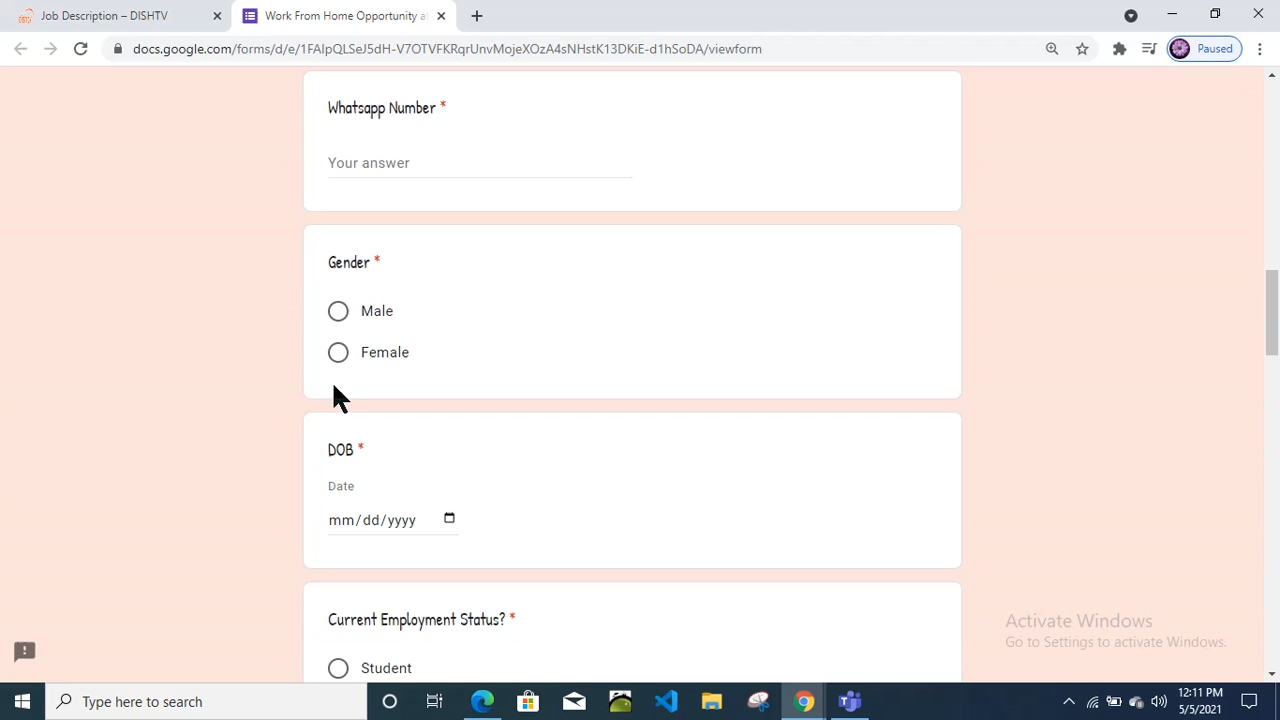 Job Description – DISHTV
Work From Home Opportunity a
docs.google.com/forms/d/e/1FAIpQLSeJ5dH-V7OTVFKRqrUhvMojeXOzA4sNHstK13DKiE-d1hSoDA/viewform
Paused
Whatsapp Number *
Your answer
Gender *
Male
Female
DOB *
Date
mm/dd/yyyy
Current Employment Status? *
Student
Activate Windows
Go to Settings to activate Windows.
Type here to search
12:11 PM
5/5/2021